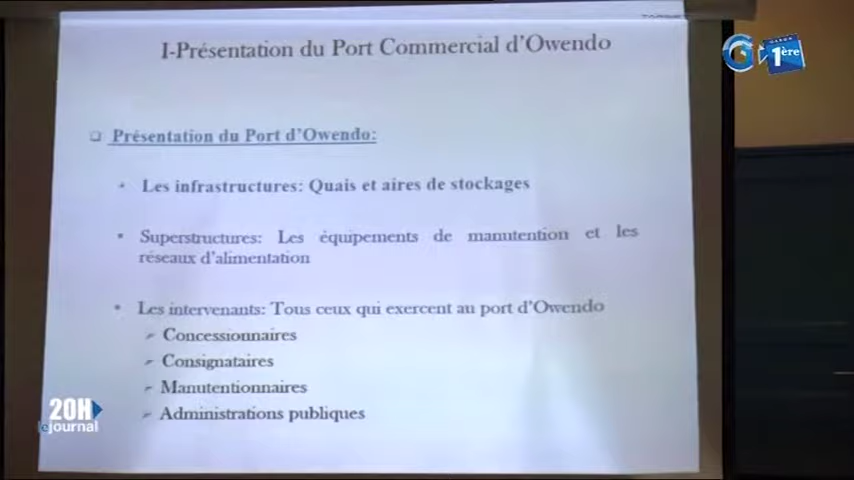 I-Présentation du Port Commercial d'Owendo
Présentation du Port d'Owendo:
Les infrastructures: Quais et aires de stockages
Superstructures: Les équipements de manutention et les
réseaux d'alimentation
Les intervenants: Tous ceux qui exercent au port d'Owendo
Concessionnaires
Consignataires
Manutentionnaires
Administrations publiques
G 1ère
20H
le journal